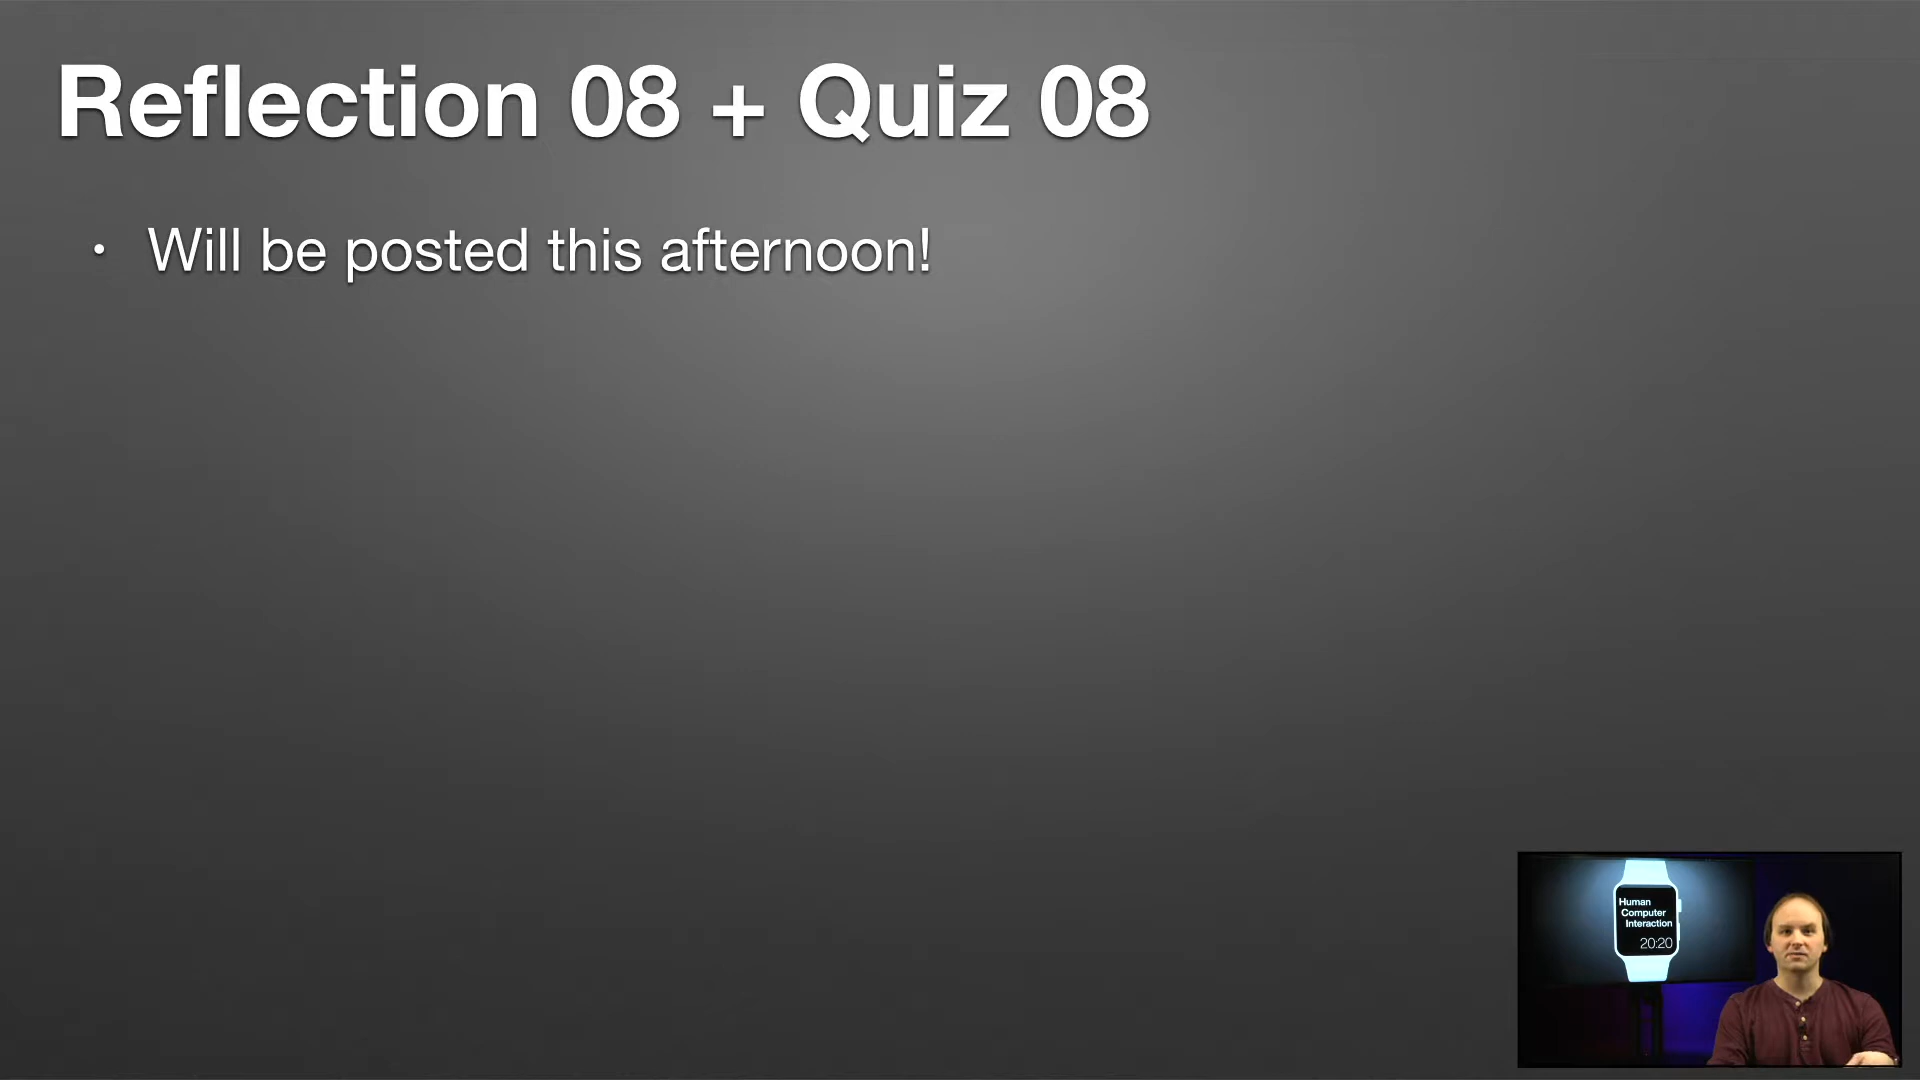 Reflection 08 + Quiz 08
• Will be posted this afternoon!
Human
Computer
Interaction
20:20